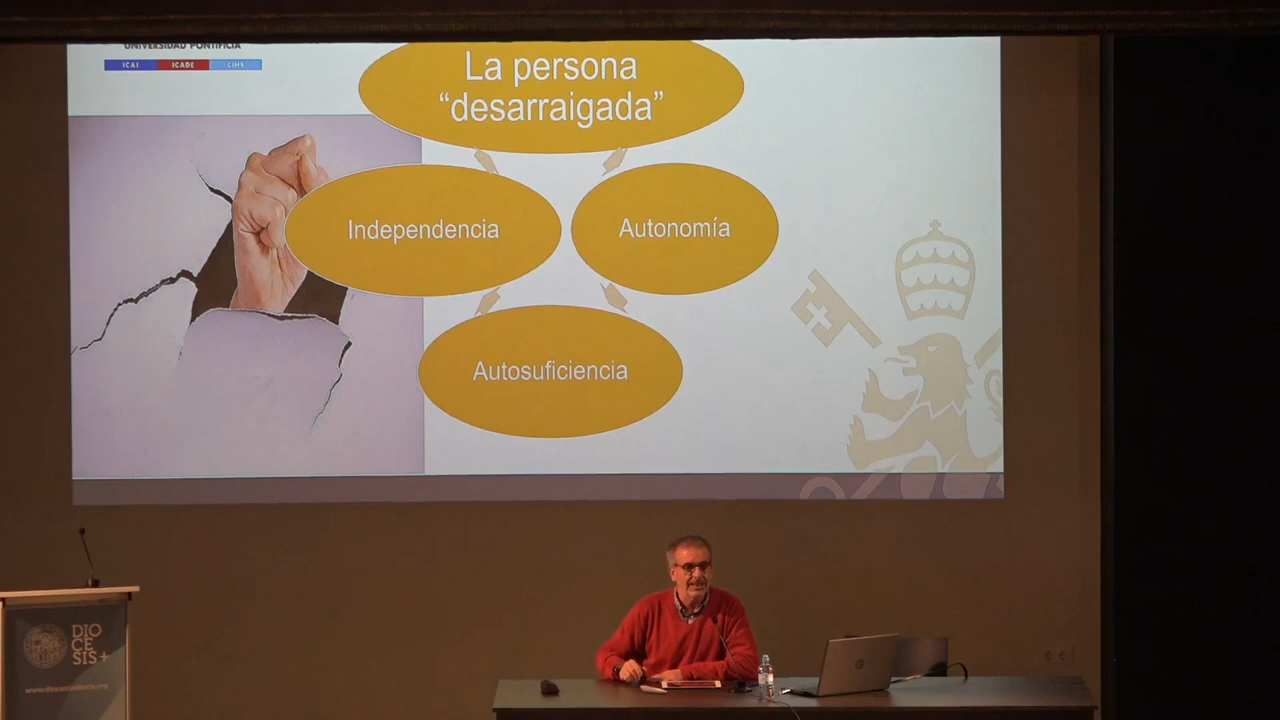 UNIVERSIDAD PONTIFICIA
ICAI ICADE CIHS
La persona
“desarraigada”
Independencia
Autonomía
Autosuficiencia
DIO
CE
SIS+